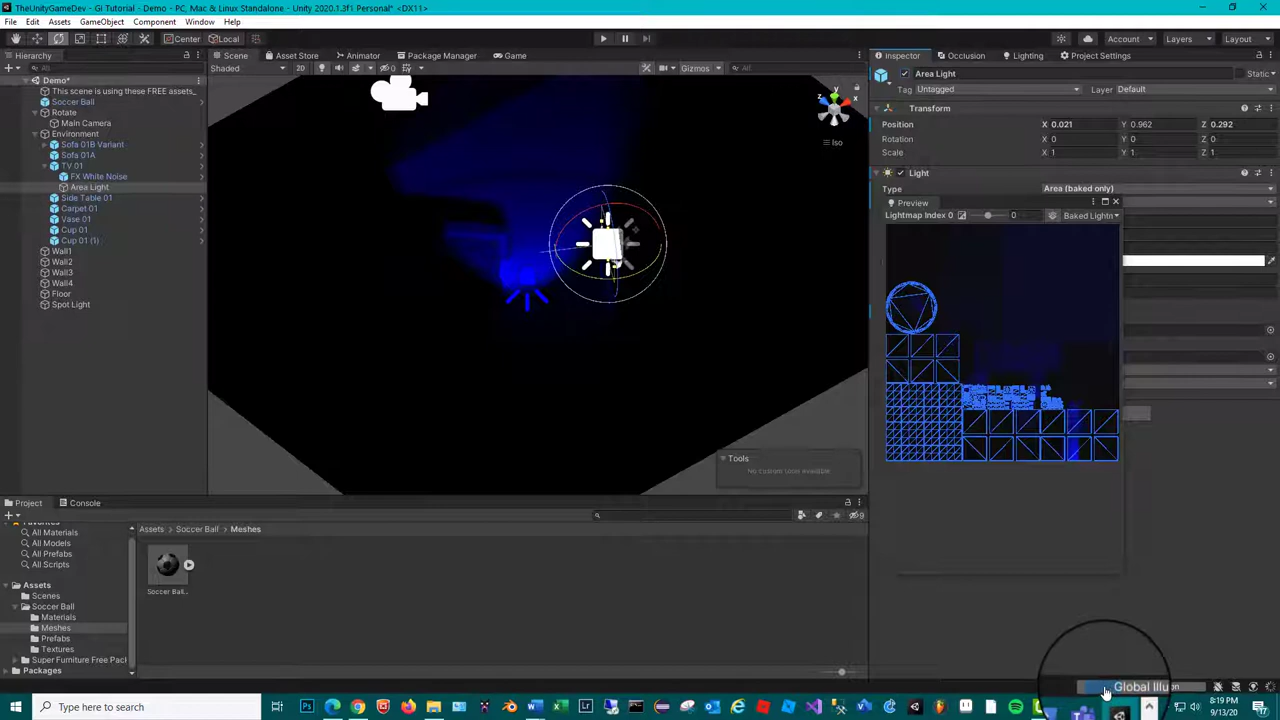 TheUnityGameDev - GI Tutorial - Demo - PC, Mac & Linux Standalone - Unity 2020.1.3f1 Personal* <DX11>
File Edit Assets GameObject Component Window Help
Center Local Account Layers Layout
Hierarchy Scene Asset Store Animator Package Manager Game Inspector Occlusion Lighting Project Settings
All Shaded 20 0 Gizmos All Area Light Static
Demo* Tag Untagged Layer Default
This scene is using these FREE assets_
Soccer Ball Transform
Rotate
Main Camera Position X 0.021 Y 0.962 Z 0.292
Environment Rotation X 0 Y 0 Z 0
Sofa 01B Variant Iso Scale X 1 Y 1 Z 1
Sofa 01A
TV 01 Light
FX White Noise
Area Light Type Area (baked only)
Side Table 01 Preview
Carpet 01 Lightmap Index 0 0 Baked Lightm
Vase 01
Cup 01
Cup 01 (1)
Wall1
Wall2
Wall3
Wall4
Floor
Spot Light
Tools
No custom tools available
Project Console
9
Favorites Assets Soccer Ball Meshes
All Materials
All Models
All Prefabs
All Scripts
Assets Soccer Ball..
Scenes
Soccer Ball
Materials
Meshes
Prefabs
Textures
Super Furniture Free Pacl
Packages
Global Illu
Type here to search
8:19 PM
9/13/20